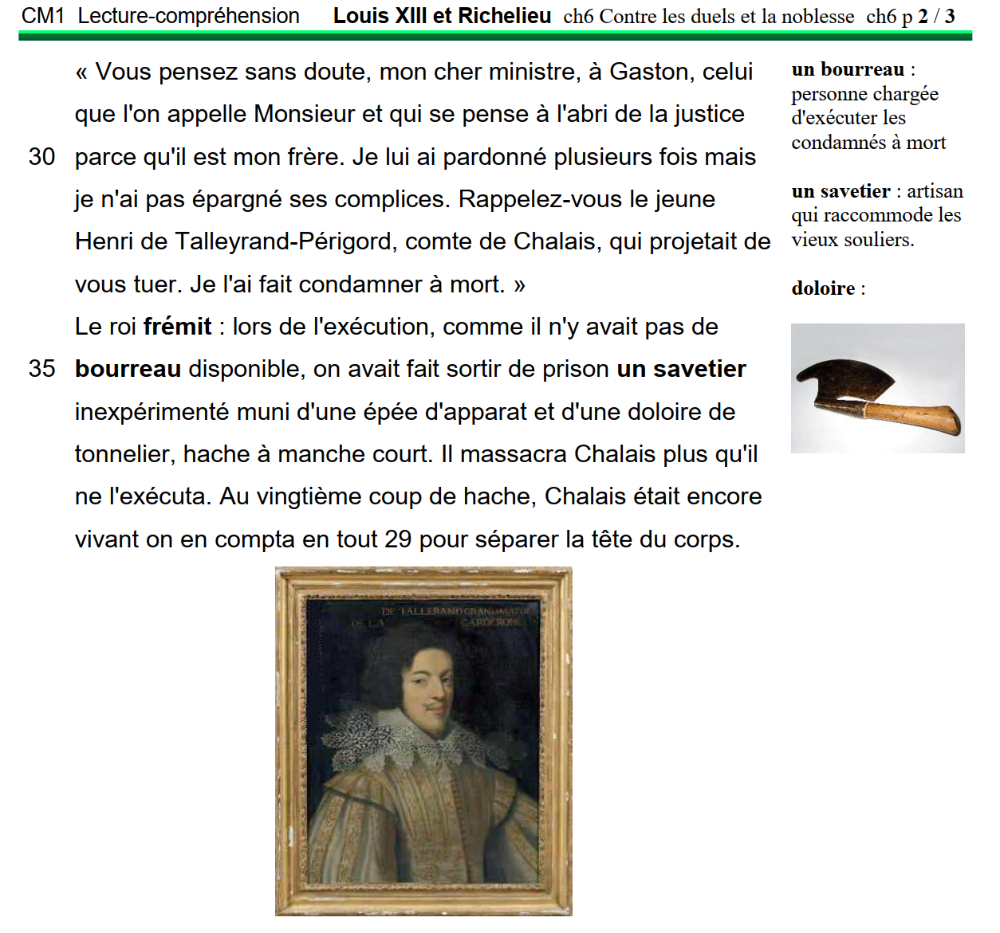 CM1 Lecture-compréhension Louis XIII et Richelieu ch6 Contre les duels et la noblesse ch6 p 2 / 3
« Vous pensez sans doute, mon cher ministre, à Gaston, celui
que l'on appelle Monsieur et qui se pense à l'abri de la justice
30 parce qu'il est mon frère. Je lui ai pardonné plusieurs fois mais
je n'ai pas épargné ses complices. Rappelez-vous le jeune
Henri de Talleyrand-Périgord, comte de Chalais, qui projetait de
vous tuer. Je l'ai fait condamner à mort. »
Le roi frémit : lors de l'exécution, comme il n'y avait pas de
35 bourreau disponible, on avait fait sortir de prison un savetier
inexpérimenté muni d'une épée d'apparat et d'une doloire de
tonnelier, hache à manche court. Il massacra Chalais plus qu'il
ne l'exécuta. Au vingtième coup de hache, Chalais était encore
vivant on en compta en tout 29 pour séparer la tête du corps.
un bourreau :
personne chargée
d'exécuter les
condamnés à mort
un savetier : artisan
qui raccommode les
vieux souliers.
doloire :
DE TALLERAND
DE LA